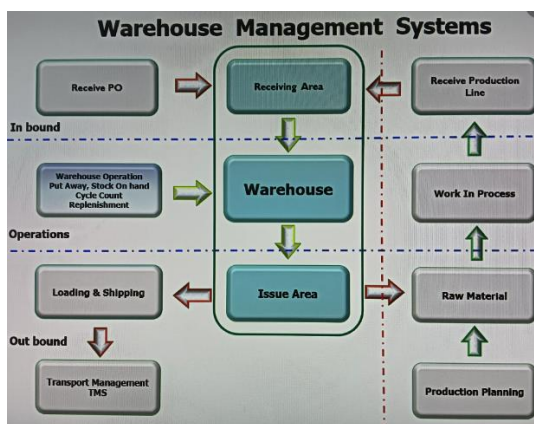 Warehouse Management Systems
Receive PO
Receiving Area
Receive Production
Line
In bound
Warehouse Operation
Put Away, Stock On hand
Cycle Count
Replenishment
Warehouse
Work In Process
Operations
Loading & Shipping
Issue Area
Raw Material
Out bound
Transport Management
TMS
Production Planning